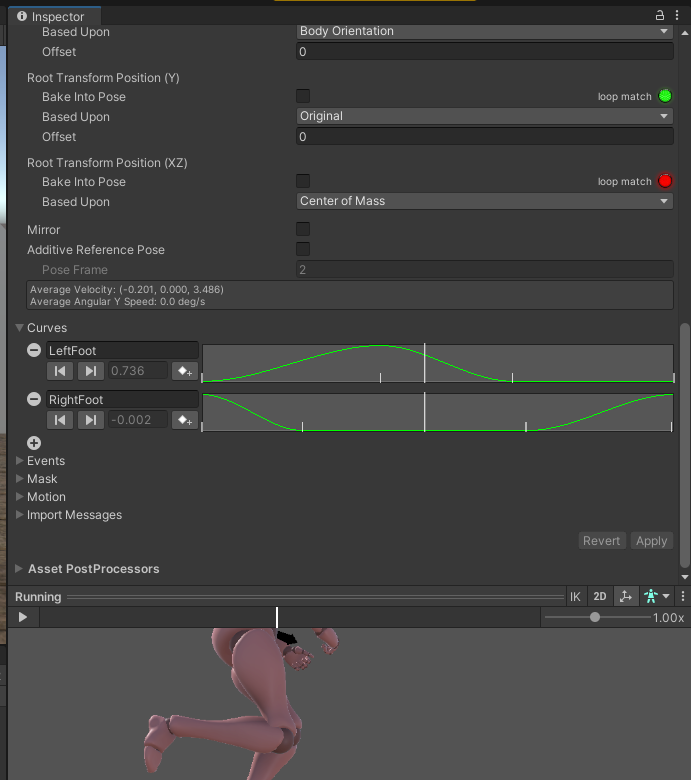 Inspector
Based Upon Body Orientation
Offset 0
Root Transform Position (Y)
Bake Into Pose loop match
Based Upon Original
Offset 0
Root Transform Position (XZ)
Bake Into Pose loop match
Based Upon Center of Mass
Mirror
Additive Reference Pose
Pose Frame 2
Average Velocity: (-0.201, 0.000, 3.486)
Average Angular Y Speed: 0.0 deg/s
Curves
LeftFoot
0.736
RightFoot
-0.002
Events
Mask
Motion
Import Messages
Revert Apply
Asset PostProcessors
Running IK 2D
1.00x